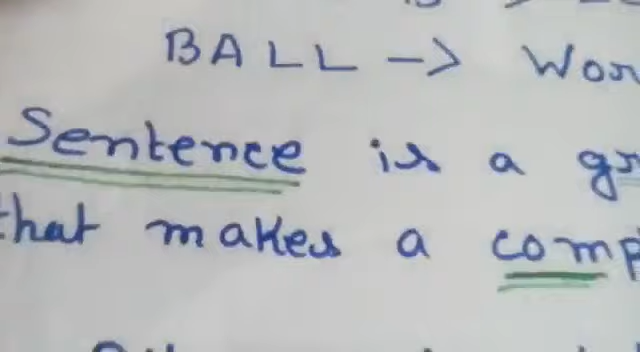 BALL → Wor
Sentence is a gr
that makes a comp